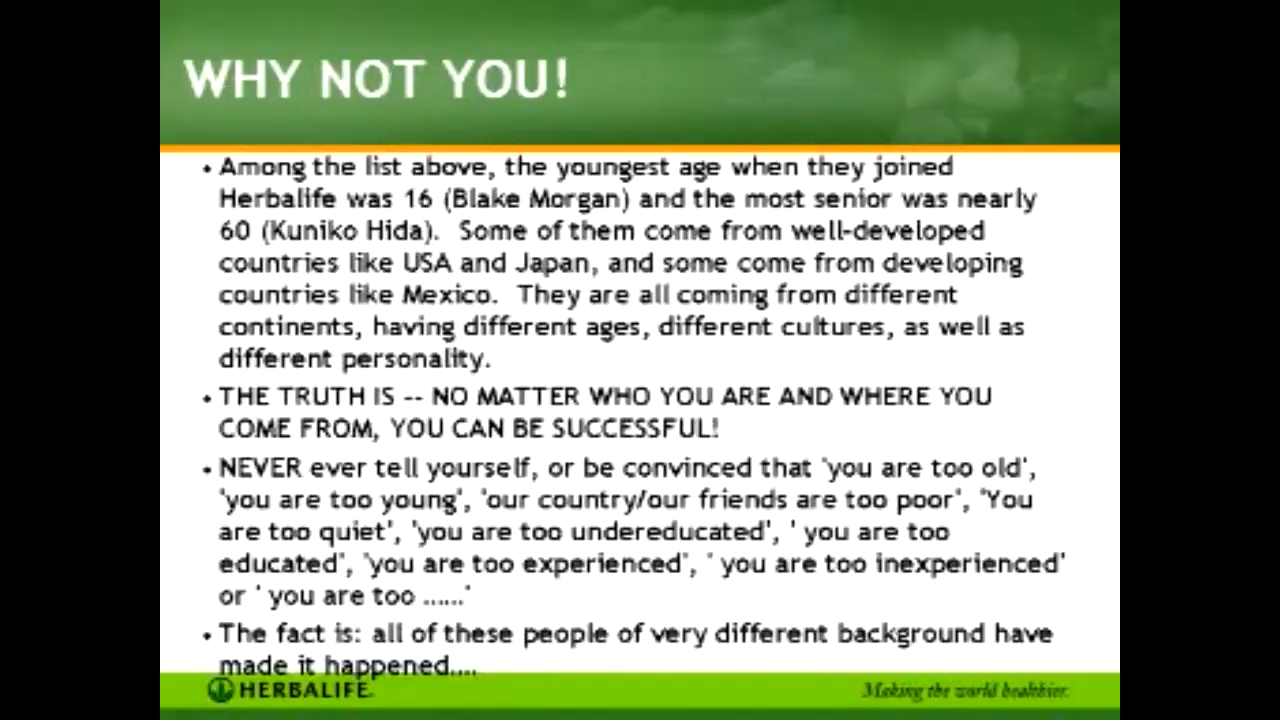 WHY NOT YOU!
• Among the list above, the youngest age when they joined
Herbalife was 16 (Blake Morgan) and the most senior was nearly
60 (Kuniko Hida).  Some of them come from well-developed
countries like USA and Japan, and some come from developing
countries like Mexico.  They are all coming from different
continents, having different ages, different cultures, as well as
different personality.
• THE TRUTH IS -- NO MATTER WHO YOU ARE AND WHERE YOU
COME FROM, YOU CAN BE SUCCESSFUL!
• NEVER ever tell yourself, or be convinced that 'you are too old',
'you are too young', 'our country/our friends are too poor', 'You
are too quiet', 'you are too undereducated', ' you are too
educated', 'you are too experienced', ' you are too inexperienced'
or ' you are too ......'
• The fact is: all of these people of very different background have
made it happened....
HERBALIFE.
Making the world healthier.